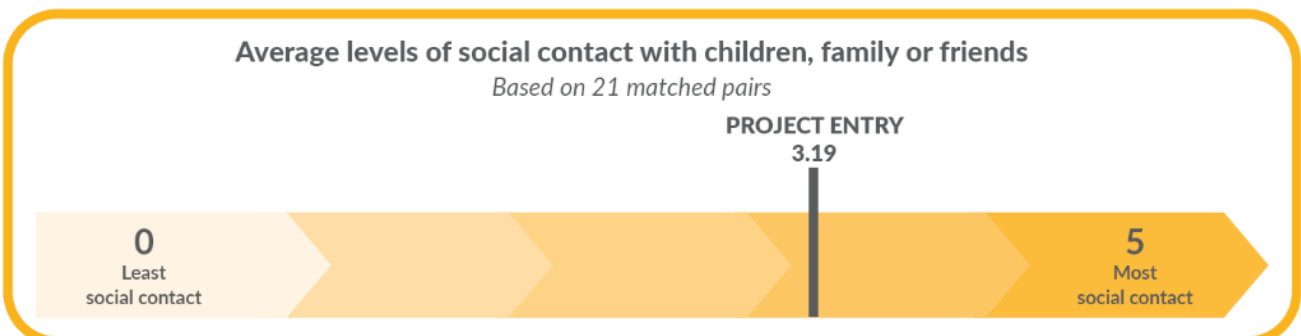 Average levels of social contact with children, family or friends
Based on 21 matched pairs
PROJECT ENTRY
3.19
0
Least
social contact
5
Most
social contact